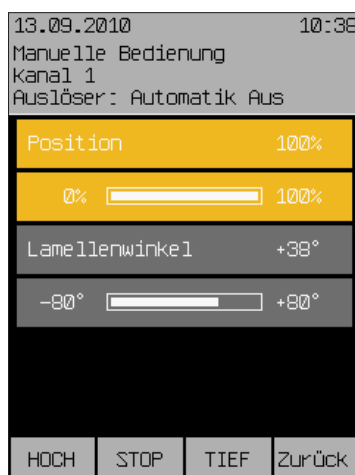 13.09.2010 10:38
Manuelle Bedienung
Kanal 1
Auslöser: Automatik Aus
Position 100%
0% 100%
Lamellenwinkel +38°
-80° +80°
HOCH STOP TIEF Zurück